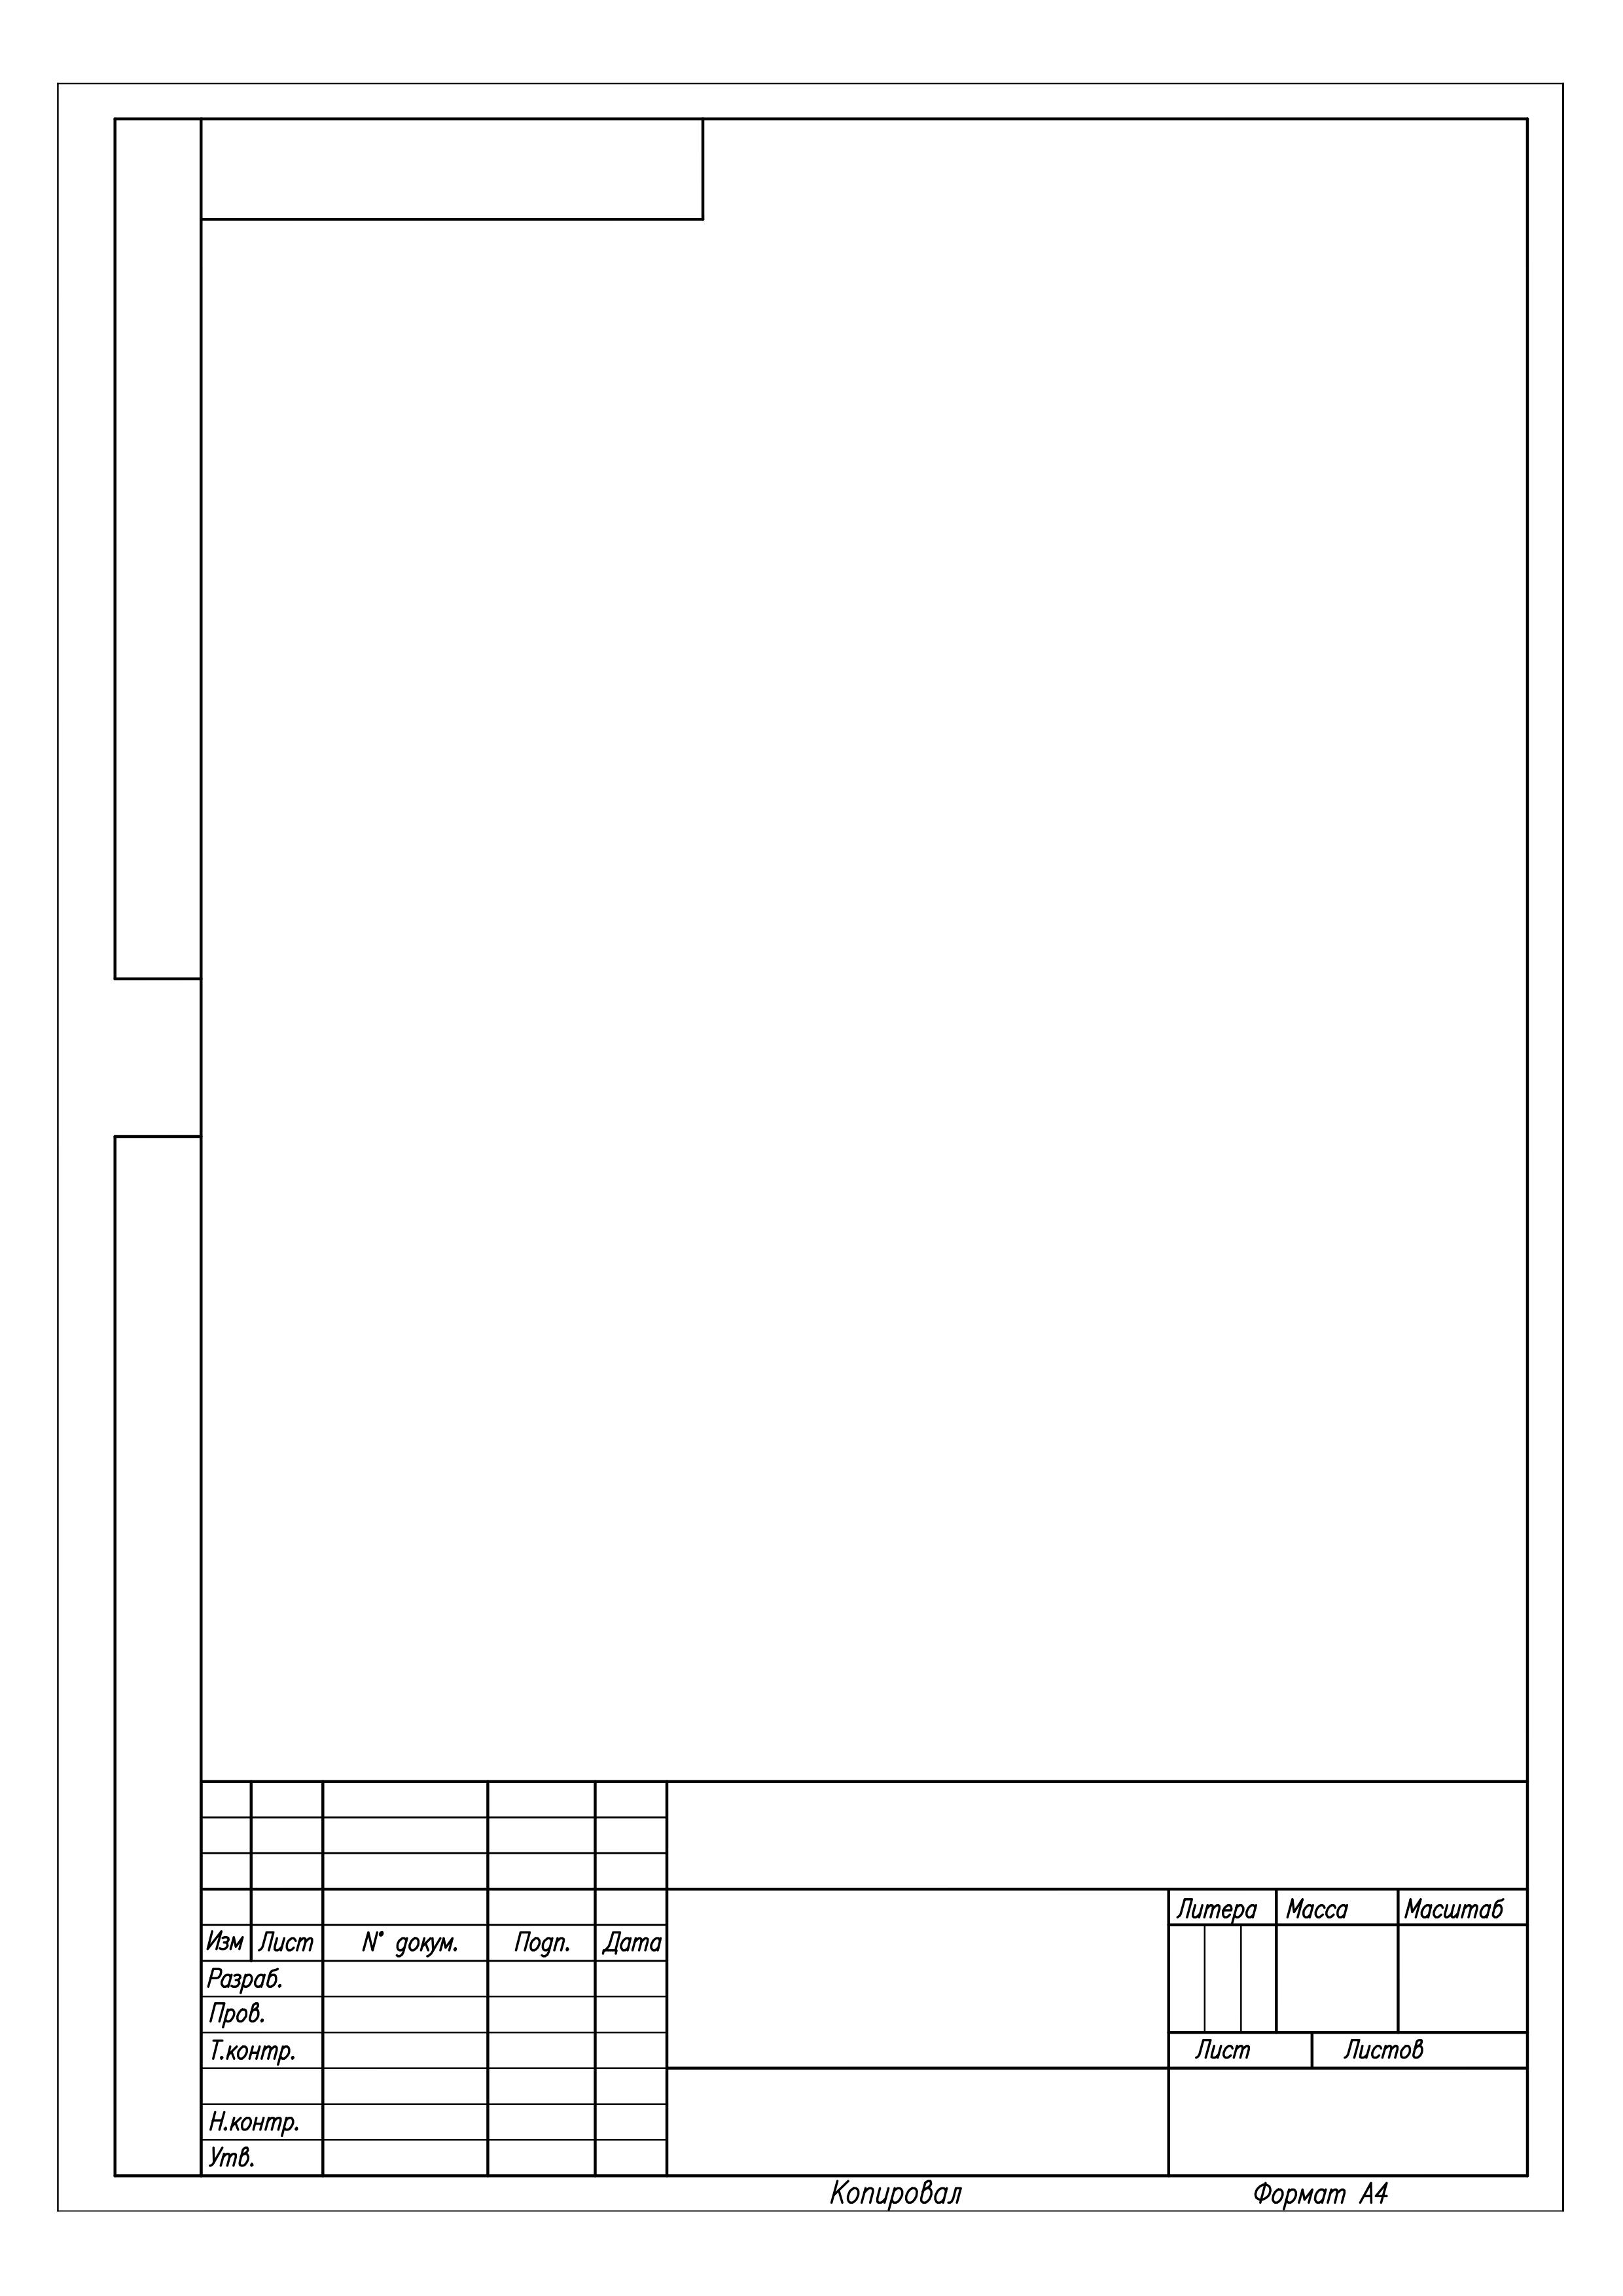 Литера Масса Масштаб
Изм Лист N° докум. Подп. Дата
Разраб.
Пров.
Т.контр. Лист Листов
Н.контр.
Утв.
Копировал Формат А4